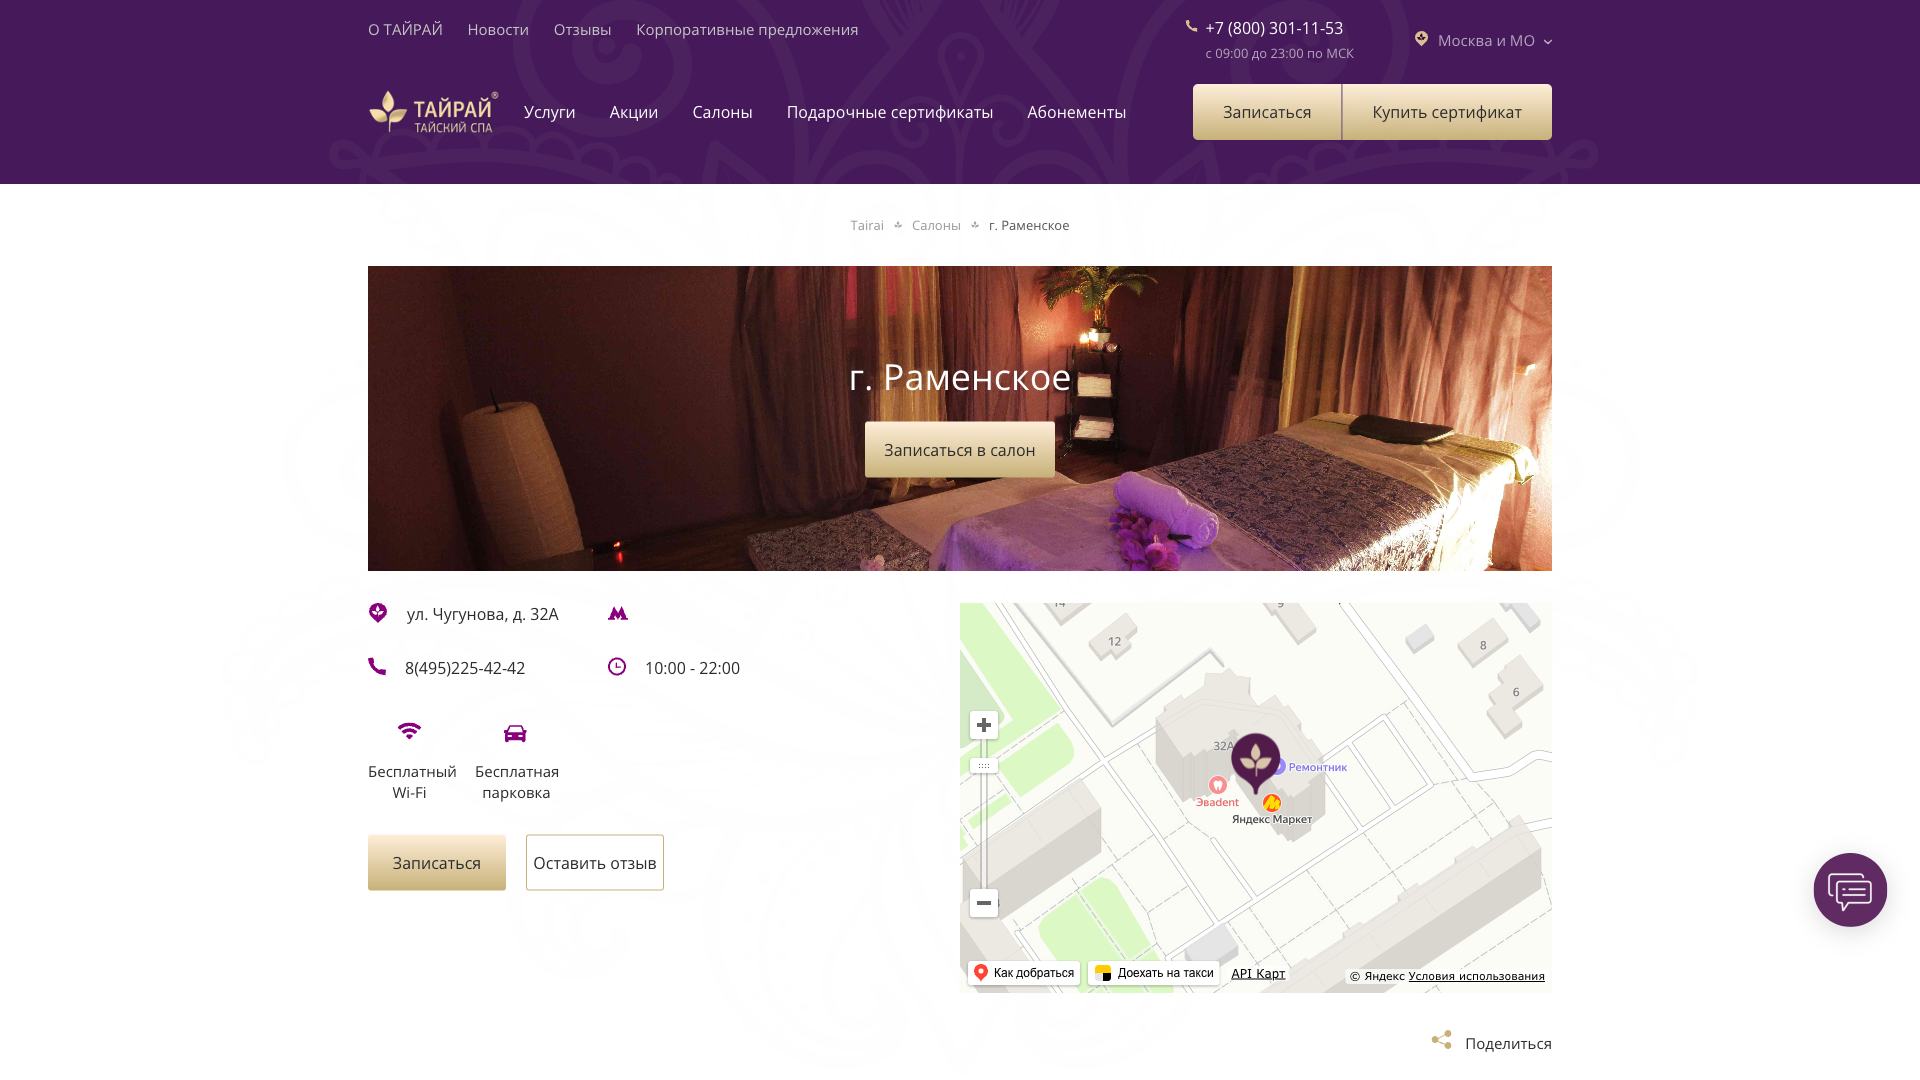 О ТАЙРАЙ
Новости
Отзывы
Корпоративные предложения
+7 (800) 301-11-53
с 09:00 до 23:00 по МСК
Москва и МО
ТАЙРАЙ®
ТАЙСКИЙ СПА
Услуги
Акции
Салоны
Подарочные сертификаты
Абонементы
Записаться
Купить сертификат
Tairai
Салоны
г. Раменское
г. Раменское
Записаться в салон
ул. Чугунова, д. 32А
8(495)225-42-42
10:00 - 22:00
Бесплатный
Wi-Fi
Бесплатная
парковка
Записаться
Оставить отзыв
14
9
12
8
6
32А
Ремонтник
Эваdent
Яндекс Маркет
Как добраться
Доехать на такси
API Карт
© Яндекс Условия использования
Поделиться